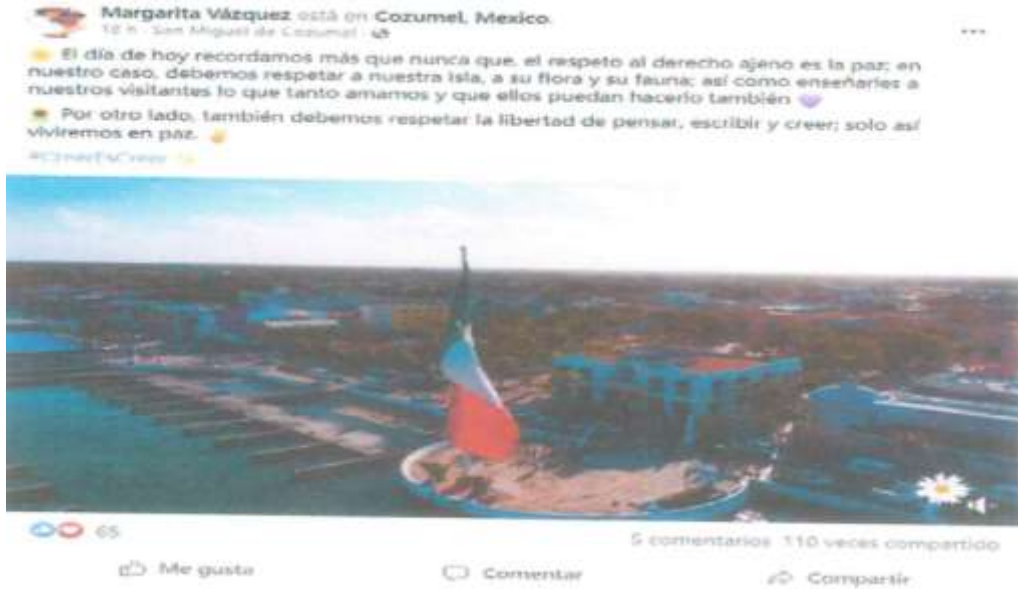 Margarita Vázquez está en Cozumel, Mexico.
18 h · San Miguel de Cozumel ·
El día de hoy recordamos más que nunca que, el respeto al derecho ajeno es la paz; en
nuestro caso, debemos respetar a nuestra isla, a su flora y su fauna; así como enseñarles a
nuestros visitantes lo que tanto amamos y que ellos puedan hacerlo también
Por otro lado, también debemos respetar la libertad de pensar, escribir y creer; solo así
viviremos en paz.
65
5 comentarios 110 veces compartido
Me gusta
Comentar
Compartir